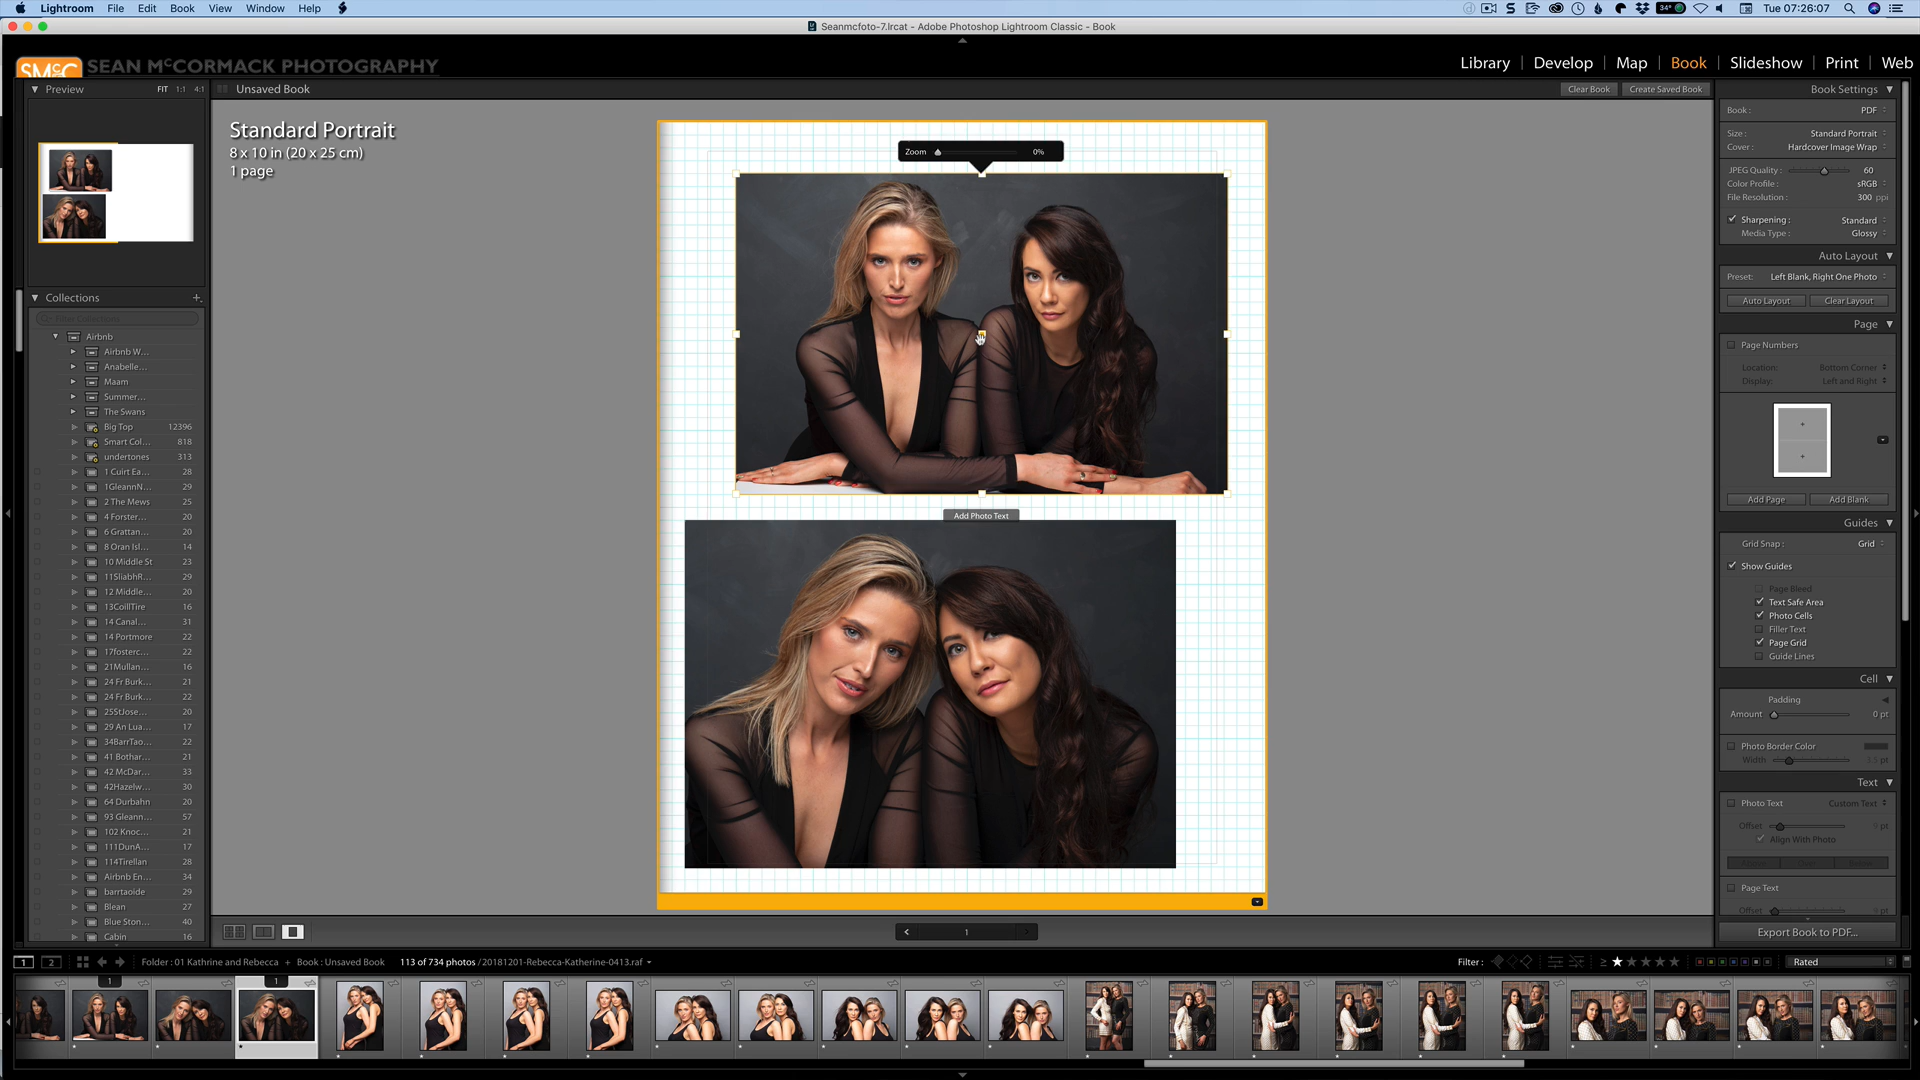 Lightroom File Edit Book View Window Help
34° Tue 07:26:07
Seanmcfoto-7.lrcat - Adobe Photoshop Lightroom Classic - Book
SMcC SEAN McCORMACK PHOTOGRAPHY
Library | Develop | Map | Book | Slideshow | Print | Web
Preview FIT 1:1 4:1
Unsaved Book
Clear Book Create Saved Book
Standard Portrait
8 x 10 in (20 x 25 cm)
1 page
Zoom 0%
Add Photo Text
Collections +
Filter Collections
Airbnb
Airbnb W...
Anabelle...
Maam
Summer...
The Swans
Big Top 12396
Smart Col... 818
undertones 313
1 Cuirt Ea... 28
1GleannN... 29
2 The Mews 25
4 Forster... 20
6 Grattan... 20
8 Oran Isl... 14
10 Middle St 23
11SliabhR... 29
12 Middle... 20
13CoillTire 16
14 Canal... 31
14 Portmore 22
17fosterc... 22
21Mullan... 16
24 Fr Burk... 21
24 Fr Burk... 22
25StJose... 20
29 An Lua... 17
34BarrTao... 22
41 Bothar... 21
42 McDar... 33
42Hazelw... 30
64 Durbahn 20
93 Gleann... 57
102 Knoc... 21
111DunA... 17
114Tirellan 28
Airbnb En... 34
barrtaoide 29
Blean 27
Blue Ston... 40
Cabin 16
Book Settings
Book : PDF
Size : Standard Portrait
Cover : Hardcover Image Wrap
JPEG Quality : 60
Color Profile : sRGB
File Resolution : 300 ppi
Sharpening : Standard
Media Type : Glossy
Auto Layout
Preset: Left Blank, Right One Photo
Auto Layout Clear Layout
Page
Page Numbers
Location: Bottom Corner
Display: Left and Right
Add Page Add Blank
Guides
Grid Snap : Grid
Show Guides
Page Bleed
Text Safe Area
Photo Cells
Filler Text
Page Grid
Guide Lines
Cell
Padding
Amount 0 pt
Photo Border Color
Width
Text
Photo Text Custom Text
Offset
Align With Photo
Page Text
Offset
Export Book to PDF...
1
1 2 Folder : 01 Kathrine and Rebecca + Book : Unsaved Book 113 of 734 photos /20181201-Rebecca-Katherine-0413.raf
Filter : ≥ ★ Rated
1
1